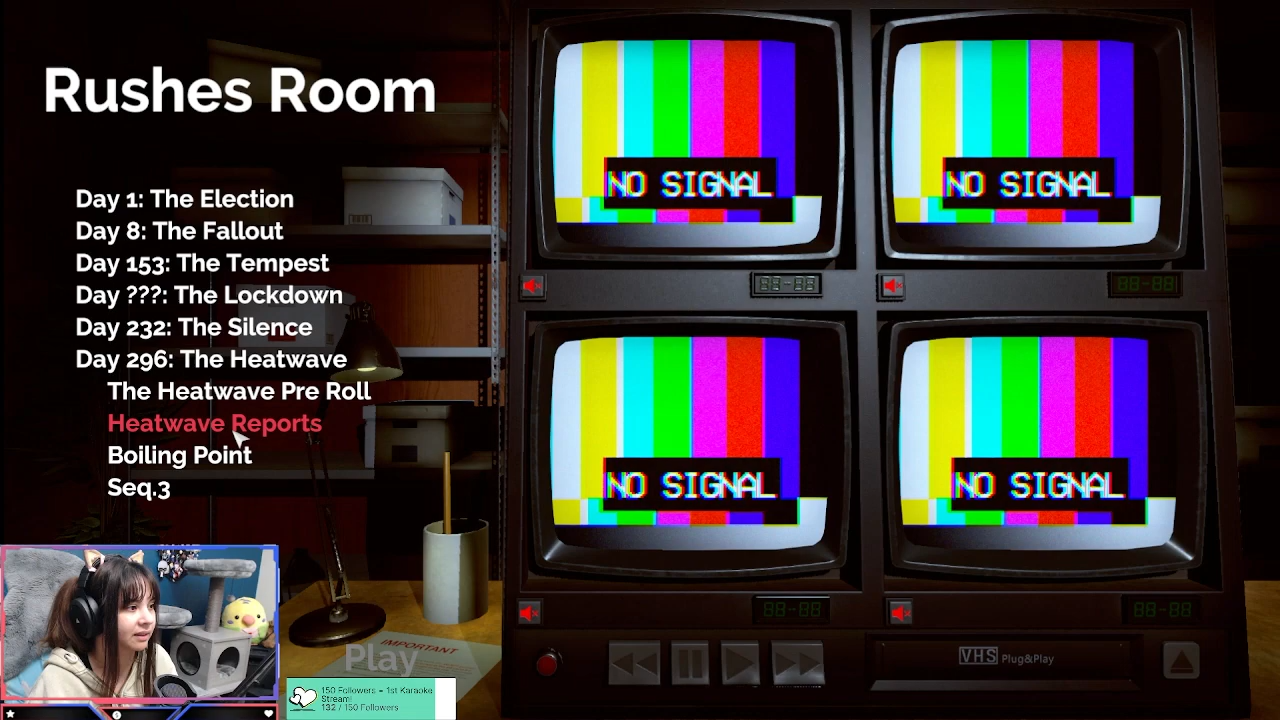 Rushes Room
Day 1: The Election
Day 8: The Fallout
Day 153: The Tempest
Day ???: The Lockdown
Day 232: The Silence
Day 296: The Heatwave
The Heatwave Pre Roll
Heatwave Reports
Boiling Point
Seq.3
NO SIGNAL
NO SIGNAL
NO SIGNAL
NO SIGNAL
IMPORTANT
Play
VHS Plug&Play
150 Followers = 1st Karaoke
Stream!
132 / 150 Followers